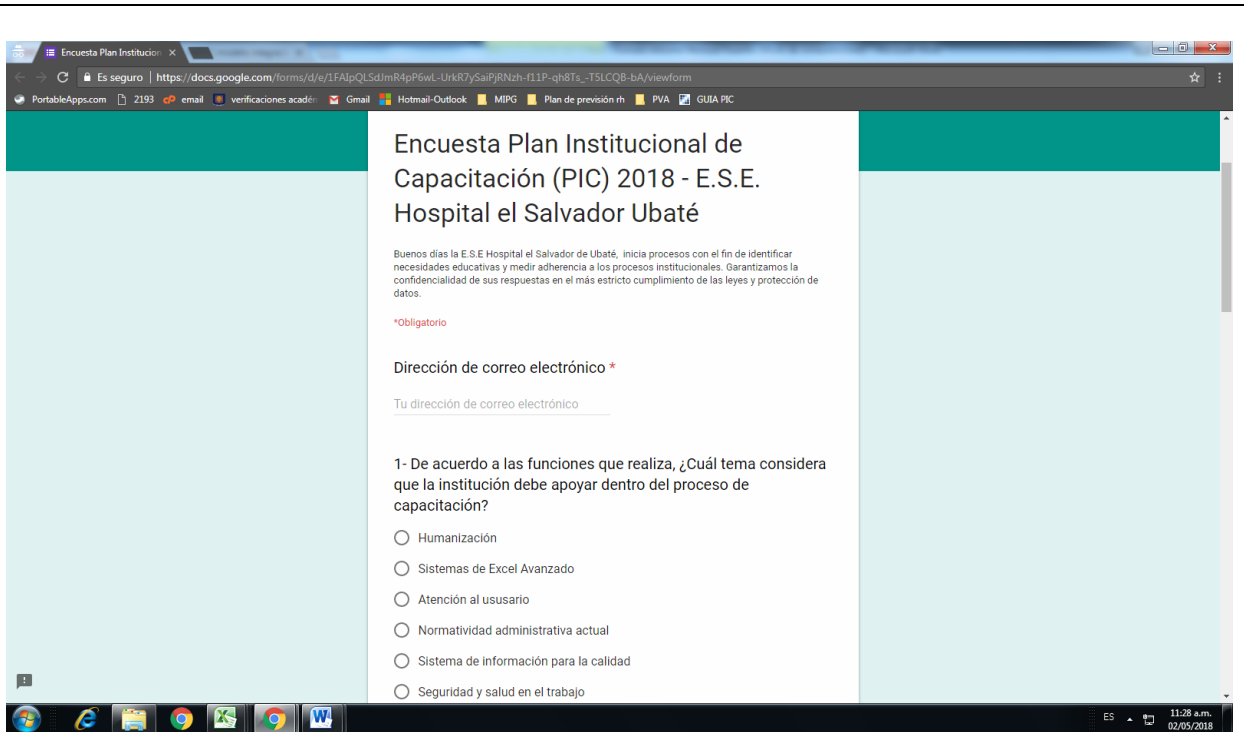 Encuesta Plan Institucion
Es seguro | https://docs.google.com/forms/d/e/1FAIpQLSdJmR4pP6wL-UrkR7ySaiPjRNzh-f11P-qh8Ts_-T5LCQB-bA/viewform
PortableApps.com 2193 email verificaciones acadén Gmail Hotmail-Outlook MIPG Plan de previsión rh PVA GUIA PIC
Encuesta Plan Institucional de
Capacitación (PIC) 2018 - E.S.E.
Hospital el Salvador Ubaté
Buenos días la E.S.E Hospital el Salvador de Ubaté, inicia procesos con el fin de identificar
necesidades educativas y medir adherencia a los procesos institucionales. Garantizamos la
confidencialidad de sus respuestas en el más estricto cumplimiento de las leyes y protección de
datos.
*Obligatorio
Dirección de correo electrónico *
Tu dirección de correo electrónico
1- De acuerdo a las funciones que realiza, ¿Cuál tema considera
que la institución debe apoyar dentro del proceso de
capacitación?
Humanización
Sistemas de Excel Avanzado
Atención al ususario
Normatividad administrativa actual
Sistema de información para la calidad
Seguridad y salud en el trabajo
ES
11:28 a.m.
02/05/2018